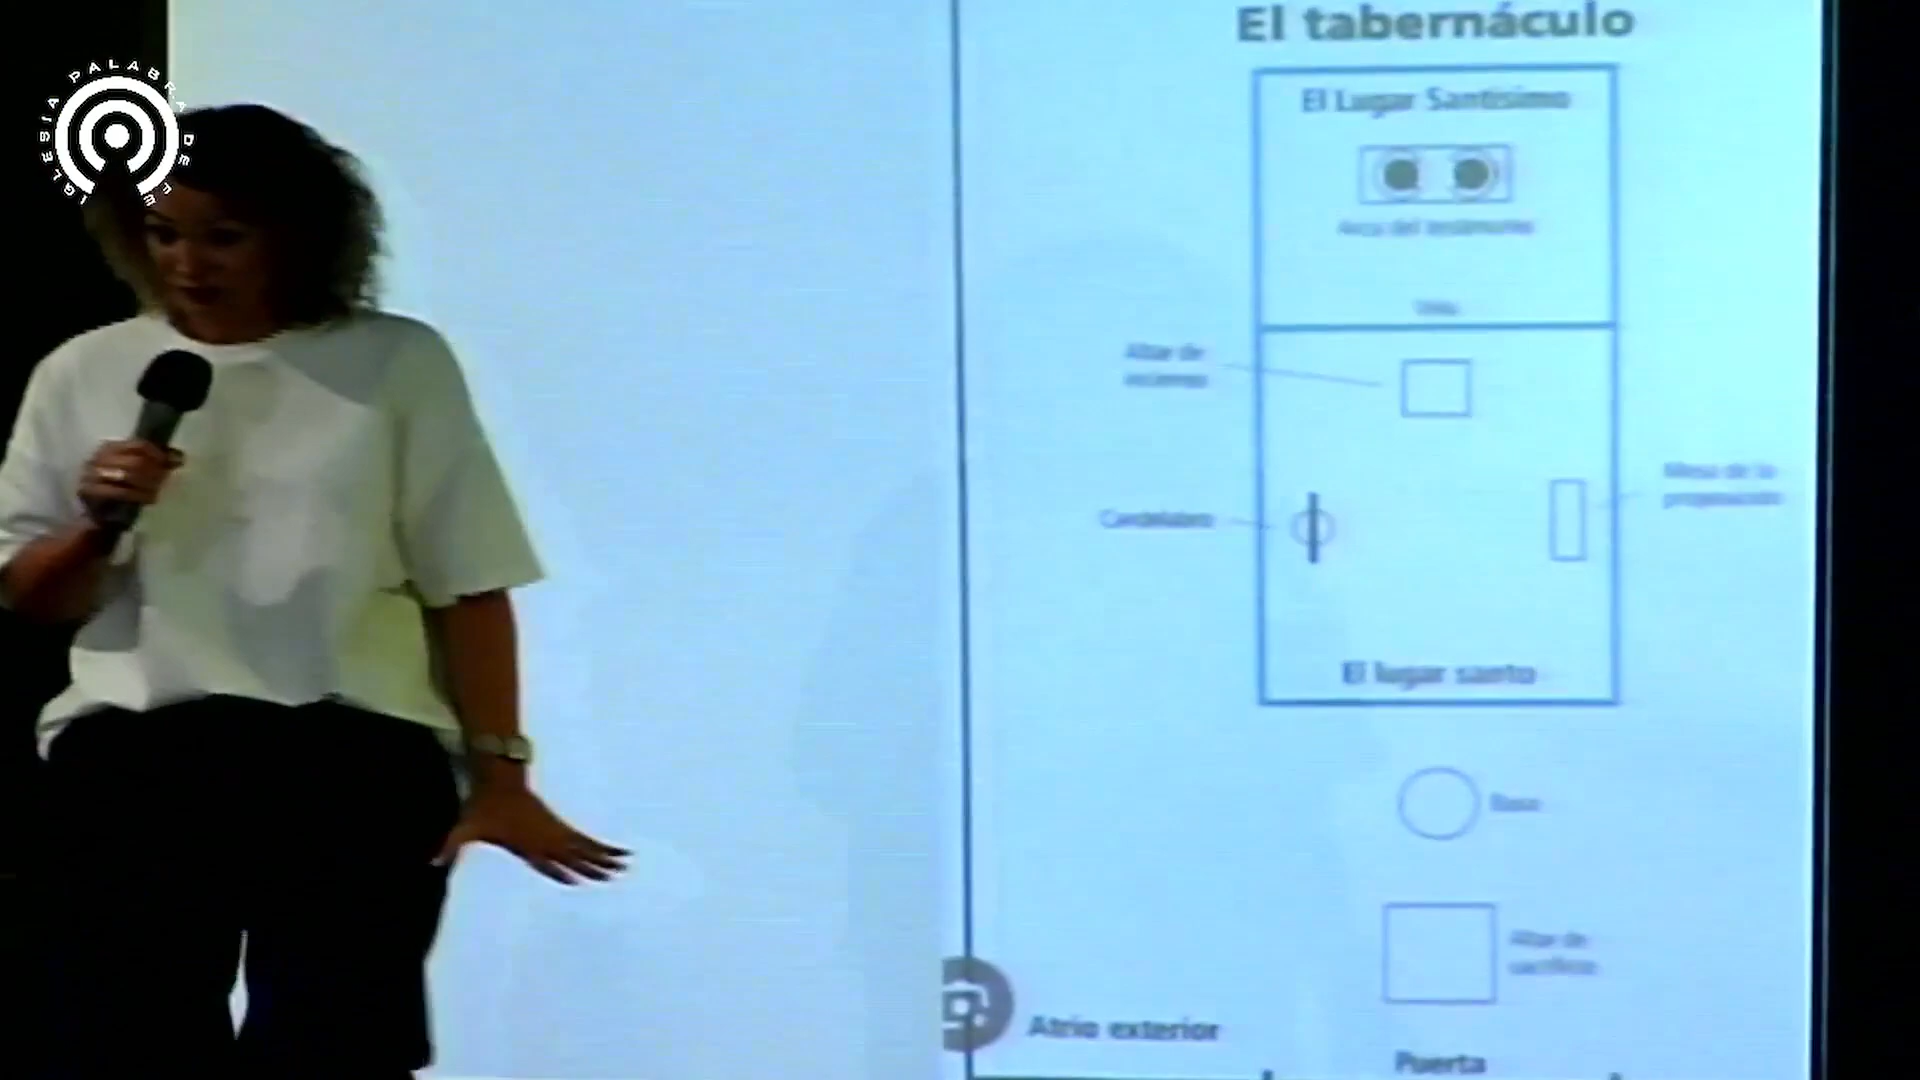 IGLESIA PALABRA DE FE
El tabernáculo
El Lugar Santísimo
Arca del testimonio
Velo
Altar de
incienso
Mesa de la
proposición
Candelabro
El lugar santo
Altar de
sacrificio
Atrio exterior
Puerta